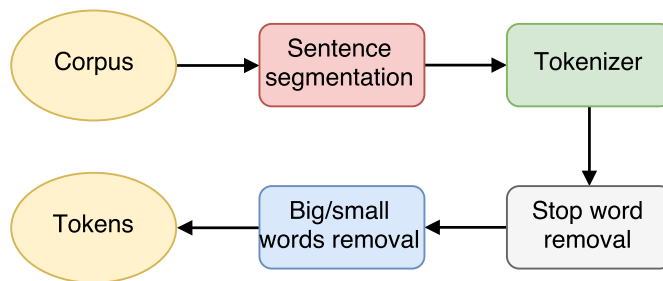 Corpus
Sentence
segmentation
Tokenizer
Stop word
removal
Big/small
words removal
Tokens